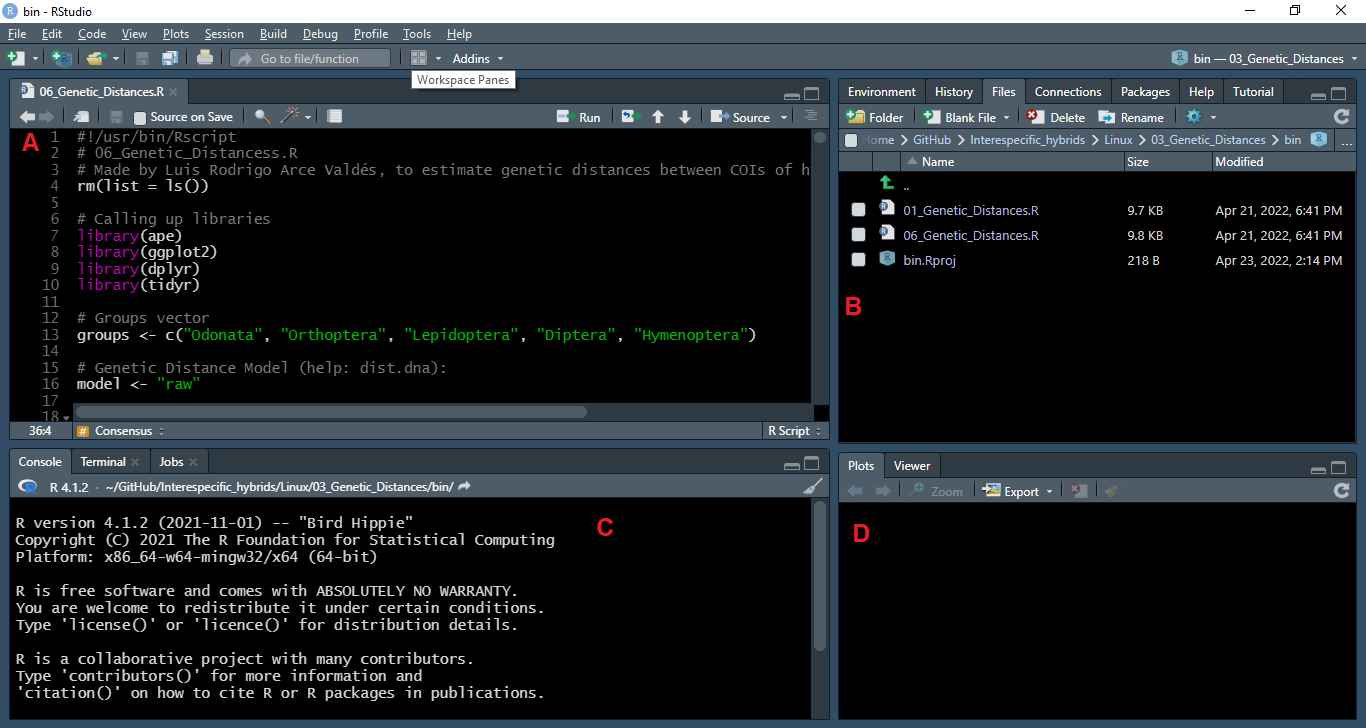 bin - RStudio
File Edit Code View Plots Session Build Debug Profile Tools Help
Go to file/function Addins bin — 03_Genetic_Distances
Workspace Panes
06_Genetic_Distances.R
Source on Save Run Source
A
1 #!/usr/bin/Rscript
2 # 06_Genetic_Distancess.R
3 # Made by Luis Rodrigo Arce Valdés, to estimate genetic distances between COIs of h
4 rm(list = ls())
5
6 # Calling up libraries
7 library(ape)
8 library(ggplot2)
9 library(dplyr)
10 library(tidyr)
11
12 # Groups vector
13 groups <- c("Odonata", "Orthoptera", "Lepidoptera", "Diptera", "Hymenoptera")
14
15 # Genetic Distance Model (help: dist.dna):
16 model <- "raw"
17
18
36:4 # Consensus R Script
Environment History Files Connections Packages Help Tutorial
Folder Blank File Delete Rename
Home > GitHub > Interespecific_hybrids > Linux > 03_Genetic_Distances > bin ...
Name Size Modified
..
01_Genetic_Distances.R 9.7 KB Apr 21, 2022, 6:41 PM
06_Genetic_Distances.R 9.8 KB Apr 21, 2022, 6:41 PM
bin.Rproj 218 B Apr 23, 2022, 2:14 PM
B
Console Terminal Jobs
R 4.1.2 · ~/GitHub/Interespecific_hybrids/Linux/03_Genetic_Distances/bin/
C
R version 4.1.2 (2021-11-01) -- "Bird Hippie"
Copyright (C) 2021 The R Foundation for Statistical Computing
Platform: x86_64-w64-mingw32/x64 (64-bit)
R is free software and comes with ABSOLUTELY NO WARRANTY.
You are welcome to redistribute it under certain conditions.
Type 'license()' or 'licence()' for distribution details.
R is a collaborative project with many contributors.
Type 'contributors()' for more information and
'citation()' on how to cite R or R packages in publications.
Plots Viewer
Zoom Export
D